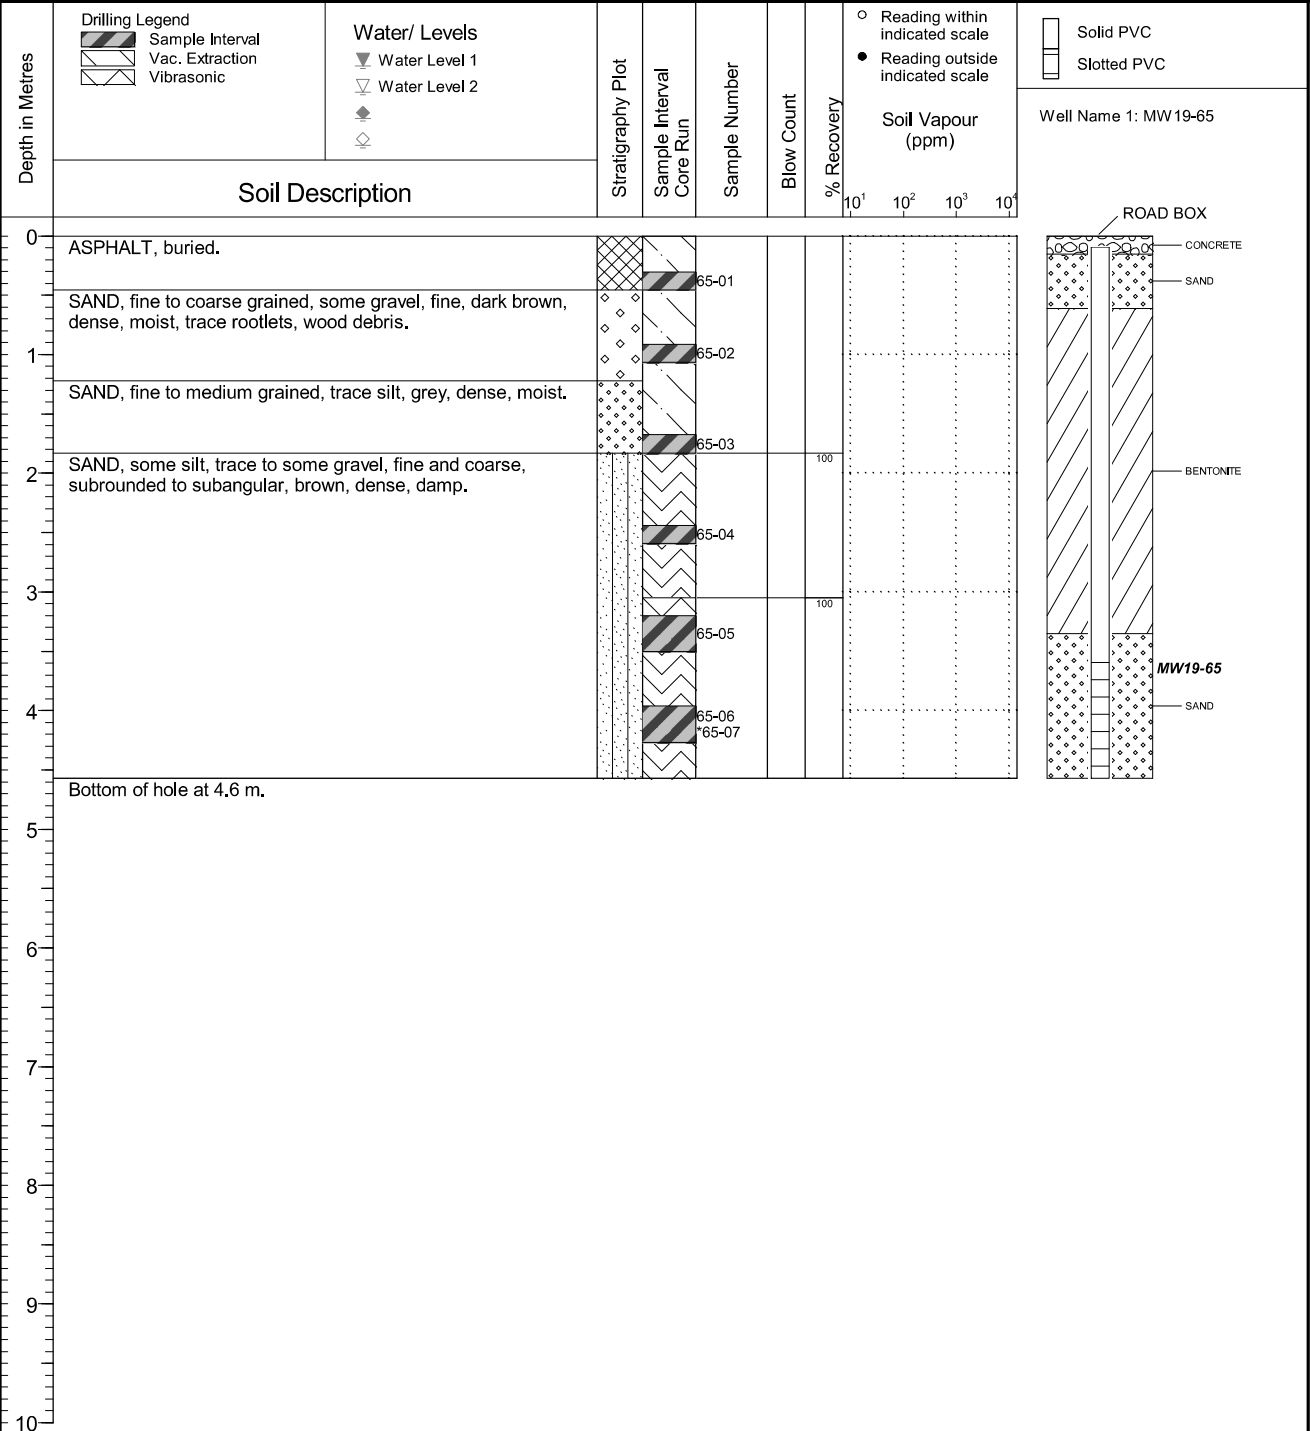 Depth in Metres
Drilling Legend
Sample Interval
Vac. Extraction
Vibrasonic
Water/ Levels
Water Level 1
Water Level 2
Soil Description
Stratigraphy Plot
Sample Interval
Core Run
Sample Number
Blow Count
% Recovery
Reading within
indicated scale
Reading outside
indicated scale
Soil Vapour
(ppm)
10¹ 10² 10³ 10⁴
Solid PVC
Slotted PVC
Well Name 1: MW19-65
ROAD BOX
0
ASPHALT, buried.
CONCRETE
65-01
SAND
SAND, fine to coarse grained, some gravel, fine, dark brown,
dense, moist, trace rootlets, wood debris.
1
65-02
SAND, fine to medium grained, trace silt, grey, dense, moist.
65-03
100
SAND, some silt, trace to some gravel, fine and coarse,
subrounded to subangular, brown, dense, damp.
2
BENTONITE
65-04
3
100
65-05
MW19-65
4
65-06
*65-07
SAND
Bottom of hole at 4.6 m.
5
6
7
8
9
10